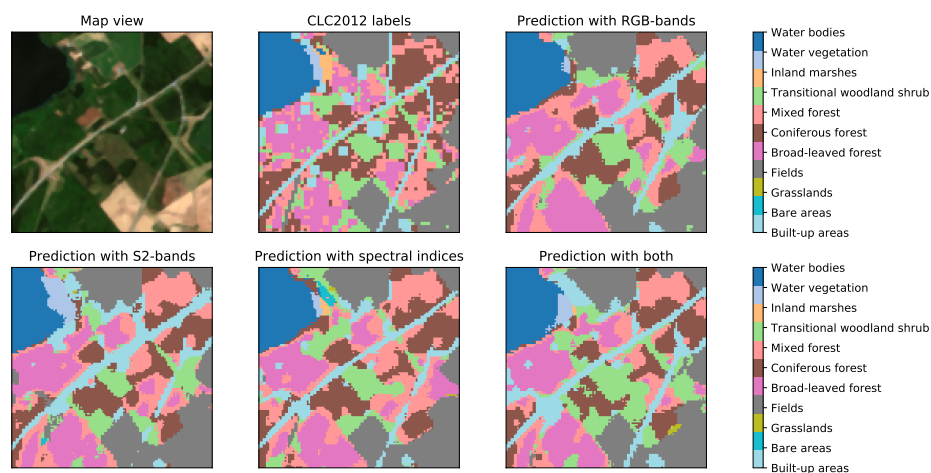 Map view
CLC2012 labels
Prediction with RGB-bands
Water bodies
Water vegetation
Inland marshes
Transitional woodland shrub
Mixed forest
Coniferous forest
Broad-leaved forest
Fields
Grasslands
Bare areas
Built-up areas
Prediction with S2-bands
Prediction with spectral indices
Prediction with both
Water bodies
Water vegetation
Inland marshes
Transitional woodland shrub
Mixed forest
Coniferous forest
Broad-leaved forest
Fields
Grasslands
Bare areas
Built-up areas